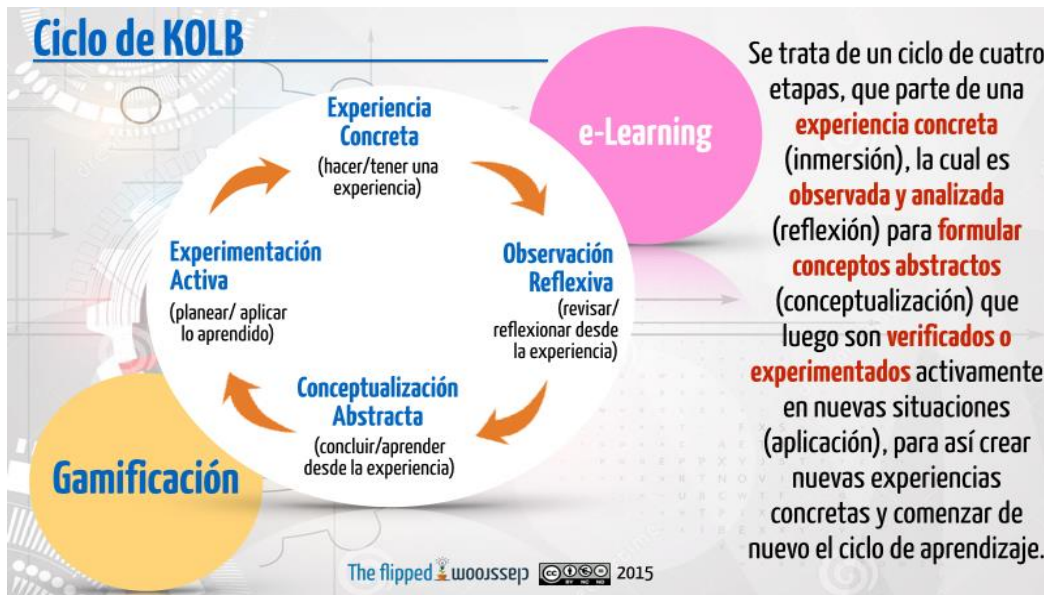 Ciclo de KOLB
Experiencia
Concreta
(hacer/tener una
experiencia)
e-Learning
Experimentación
Activa
(planear/ aplicar
lo aprendido)
Observación
Reflexiva
(revisar/
reflexionar desde
la experiencia)
Conceptualización
Abstracta
(concluir/aprender
desde la experiencia)
Gamificación
Se trata de un ciclo de cuatro
etapas, que parte de una
experiencia concreta
(inmersión), la cual es
observada y analizada
(reflexión) para formular
conceptos abstractos
(conceptualización) que
luego son verificados o
experimentados activamente
en nuevas situaciones
(aplicación), para así crear
nuevas experiencias
concretas y comenzar de
nuevo el ciclo de aprendizaje.
The flipped classroom cc BY NC ND 2015